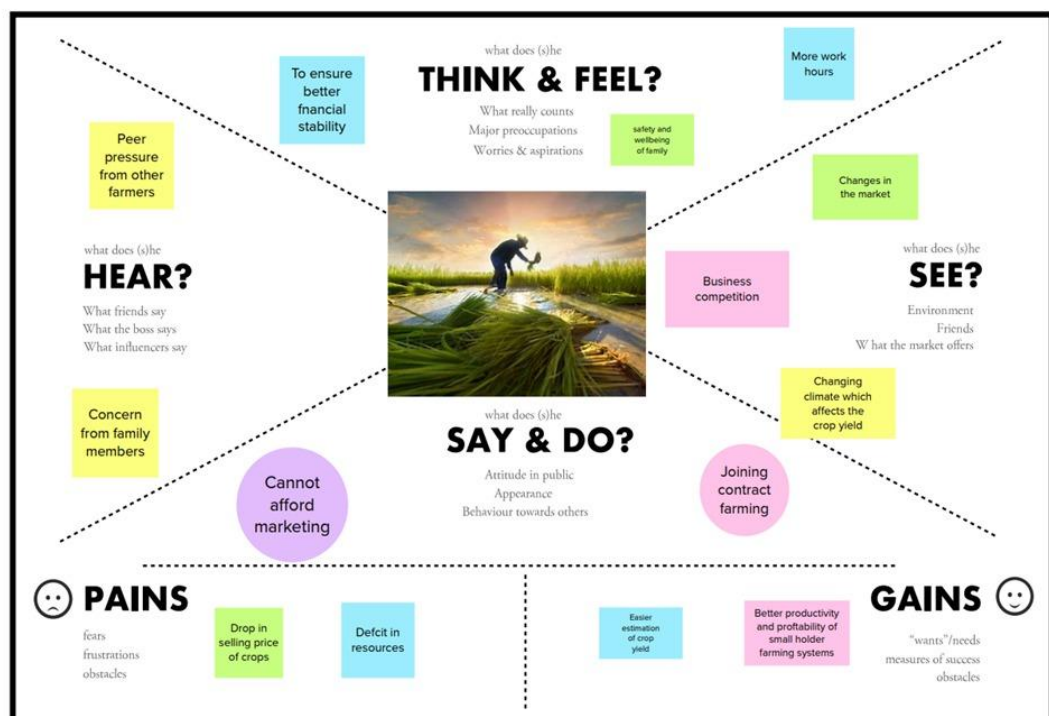 what does (s)he
THINK & FEEL?
What really counts
Major preoccupations
Worries & aspirations
To ensure
better
fnancial
stability
safety and
wellbeing
of family
More work
hours
Peer
pressure
from other
farmers
what does (s)he
HEAR?
What friends say
What the boss says
What influencers say
Concern
from family
members
Changes in
the market
Business
competition
what does (s)he
SEE?
Environment
Friends
W hat the market offers
Changing
climate which
affects the
crop yield
what does (s)he
SAY & DO?
Attitude in public
Appearance
Behaviour towards others
Cannot
afford
marketing
Joining
contract
farming
PAINS
fears
frustrations
obstacles
Drop in
selling price
of crops
Defcit in
resources
Easier
estimation
of crop
yield
Better productivity
and proftability of
small holder
farming systems
GAINS
"wants"/needs
measures of success
obstacles